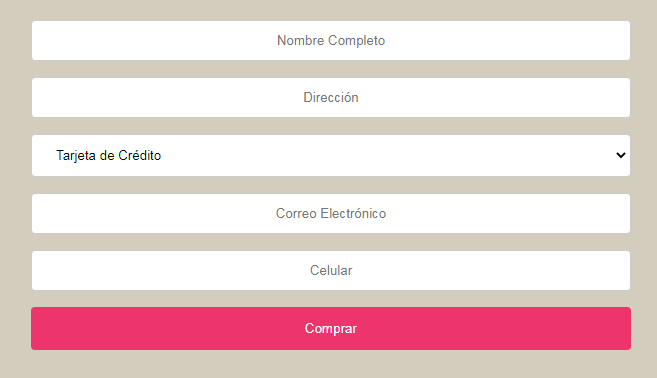 Nombre Completo
Dirección
Tarjeta de Crédito
Correo Electrónico
Celular
Comprar